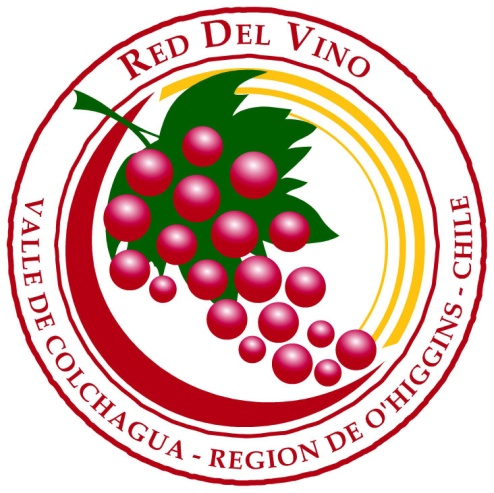 RED DEL VINO
VALLE DE COLCHAGUA - REGION DE O'HIGGINS - CHILE